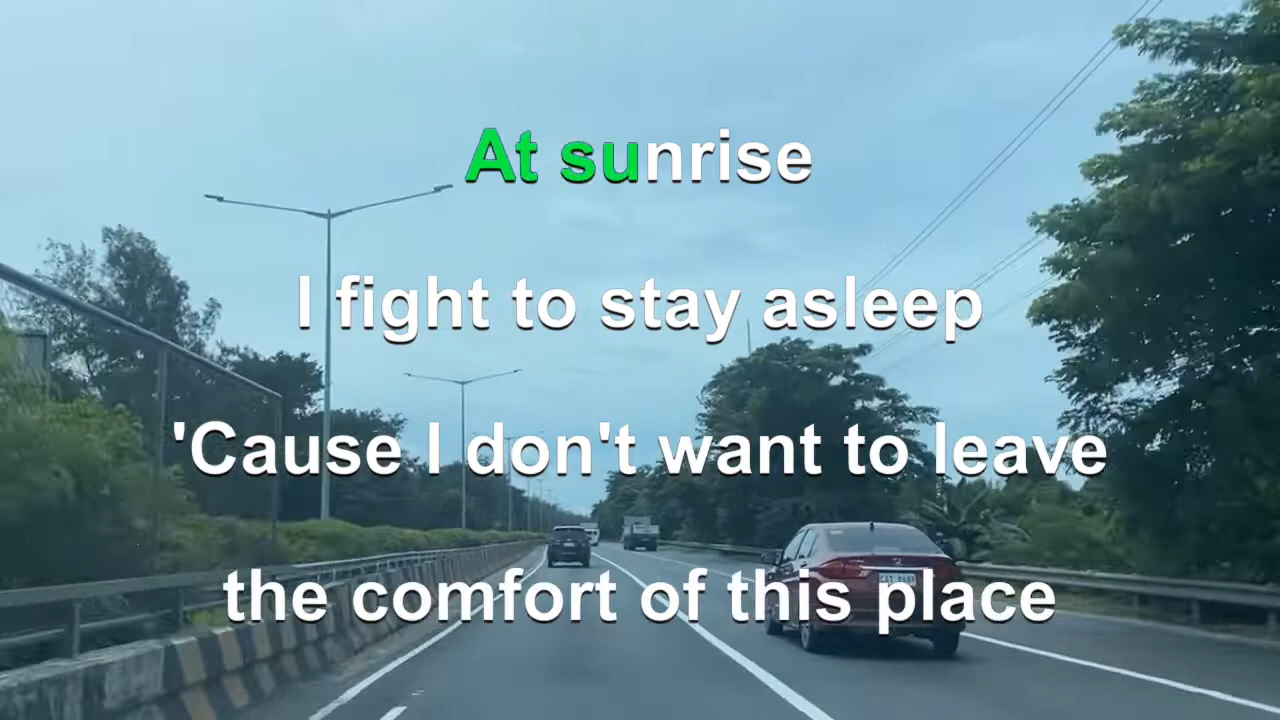 At sunrise
I fight to stay asleep
'Cause I don't want to leave
the comfort of this place